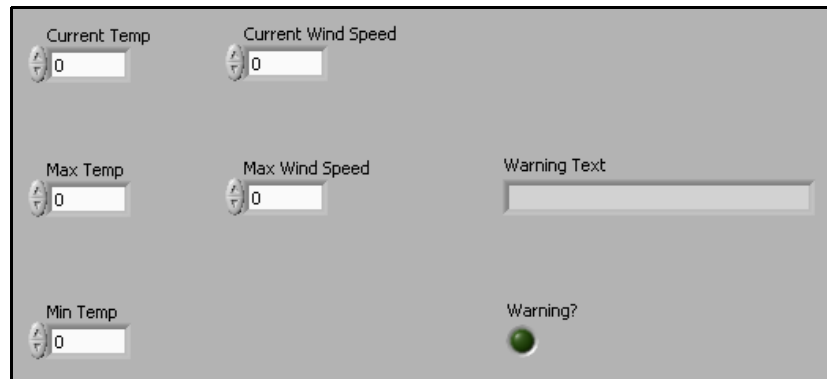 Current Temp
Current Wind Speed
0
0
Max Temp
Max Wind Speed
Warning Text
0
0
Min Temp
Warning?
0